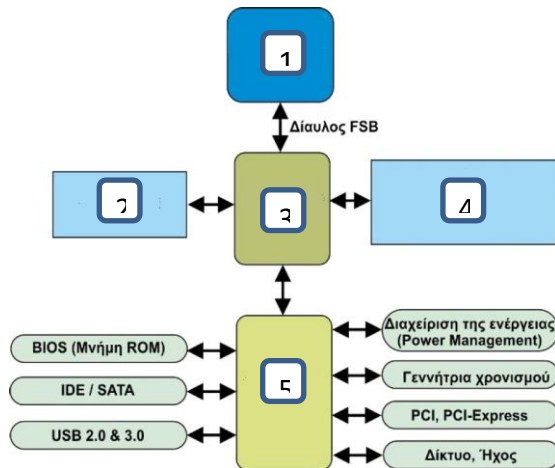 1
Δίαυλος FSB
2
3
4
5
BIOS (Μνήμη ROM)
IDE / SATA
USB 2.0 & 3.0
Διαχείριση της ενέργειας
(Power Management)
Γεννήτρια χρονισμού
PCI, PCI-Express
Δίκτυο, Ήχος